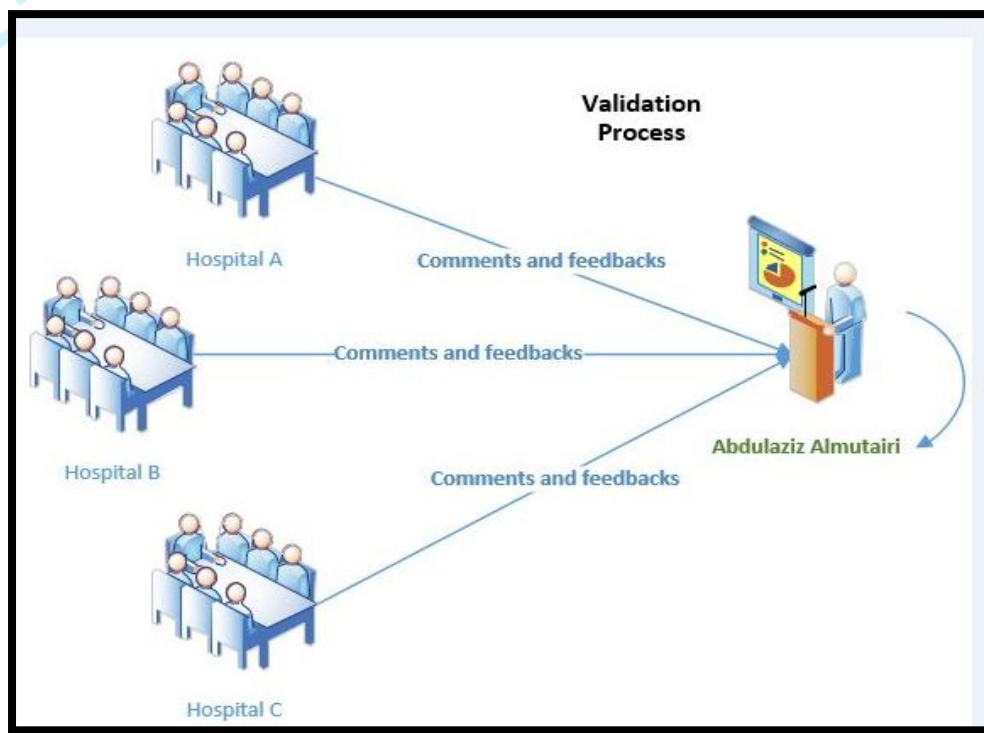 Validation
Process
Hospital A
Comments and feedbacks
Comments and feedbacks
Abdulaziz Almutairi
Hospital B
Comments and feedbacks
Hospital C